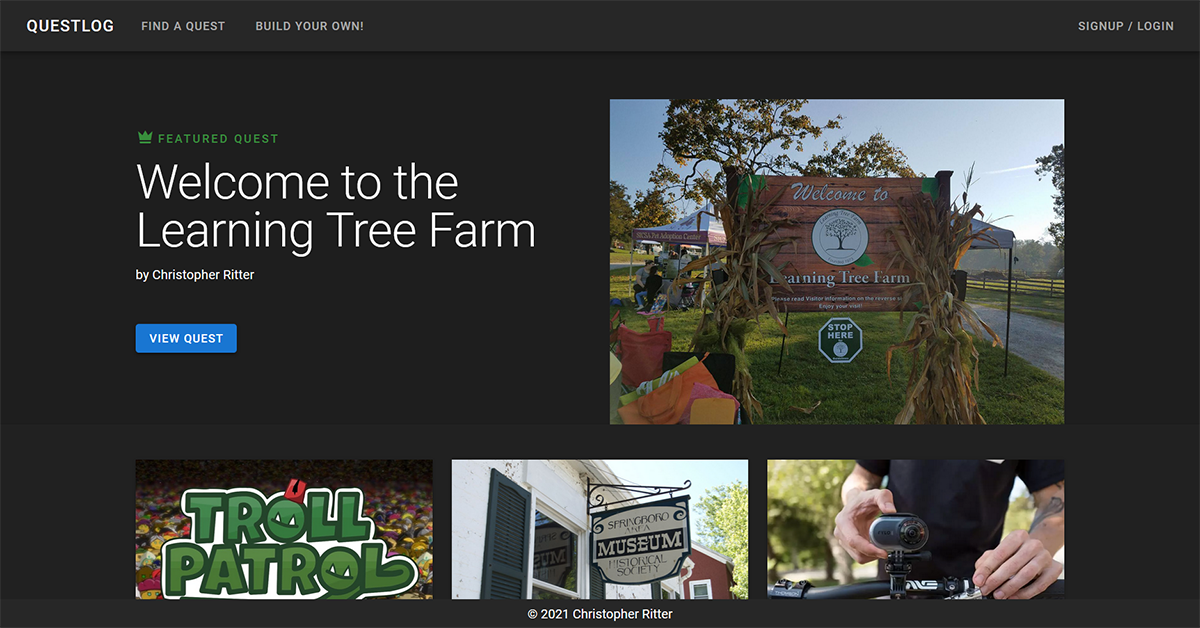 QUESTLOG FIND A QUEST BUILD YOUR OWN! SIGNUP / LOGIN
FEATURED QUEST
Welcome to the
Learning Tree Farm
by Christopher Ritter
VIEW QUEST
Welcome to
Learning Tree Farm
Please read Visitor information on the reverse
Enjoy your visit!
STOP
HERE
TROLL
PATROL
SPRINGBORO
AREA
MUSEUM
HISTORICAL
SOCIETY
© 2021 Christopher Ritter